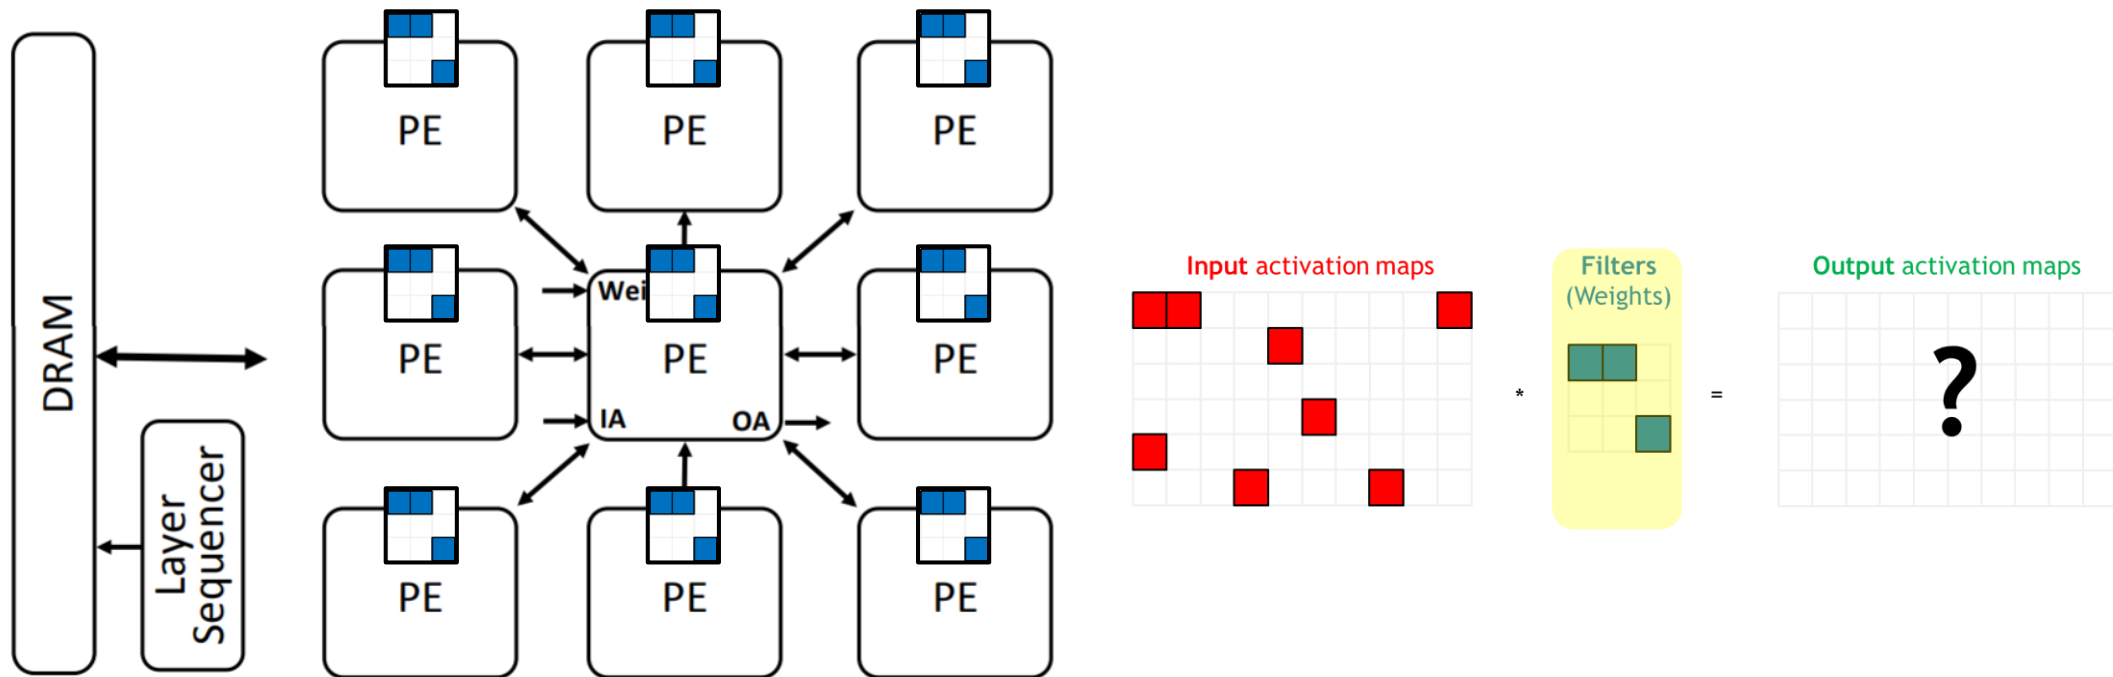 DRAM
Layer
Sequencer
PE
PE
PE
PE
Wei
PE
IA
OA
PE
PE
PE
PE
Input activation maps
*
Filters
(Weights)
=
Output activation maps
?